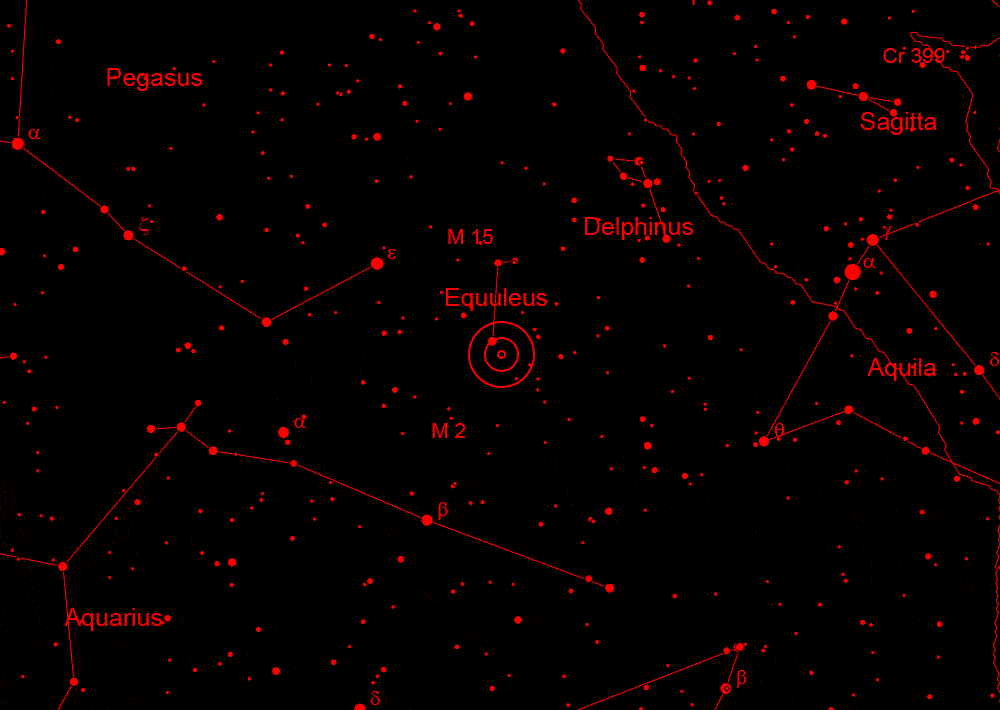 Cr 399
Pegasus
Sagitta
α
ζ
Delphinus
γ
M 15
ε
α
Equuleus
δ
Aquila
α
θ
M 2
β
Aquarius
α
β
δ